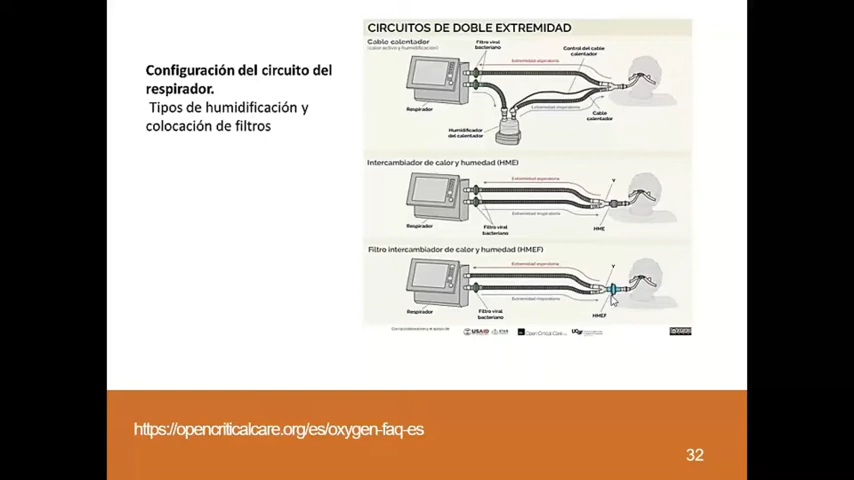 Configuración del circuito del
respirador.
Tipos de humidificación y
colocación de filtros
CIRCUITOS DE DOBLE EXTREMIDAD
Cable calentador
(calor activo y humidificación)
Filtro viral
bacteriano
Control del cable
calentador
Extremidad espiratoria
Respirador
Extremidad inspiratoria
Cable
calentador
Humidificador
del calentador
Intercambiador de calor y humedad (HME)
Extremidad espiratoria
Y
Extremidad inspiratoria
Respirador
Filtro viral
bacteriano
HME
Filtro intercambiador de calor y humedad (HMEF)
Extremidad espiratoria
Y
Extremidad inspiratoria
Respirador
Filtro viral
bacteriano
HMEF
USAID
Open Critical Care
https://opencriticalcare.org/es/oxygen-faq-es
32